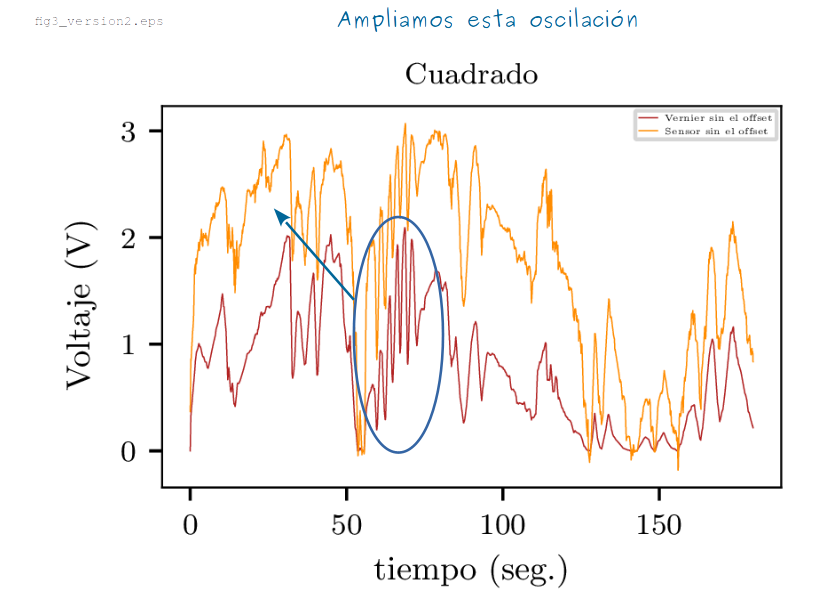 fig3_version2.eps
Ampliamos esta oscilación
Cuadrado
Vernier sin el offset
Sensor sin el offset
3
2
1
0
Voltaje (V)
0 50 100 150
tiempo (seg.)